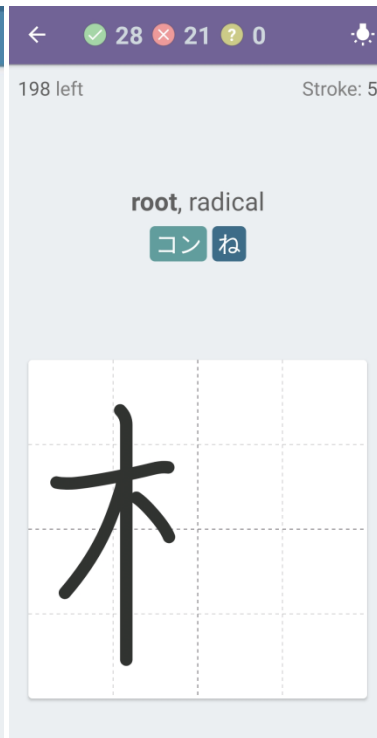 28 21 ? 0
198 left Stroke: 5
root, radical
コン ね
木